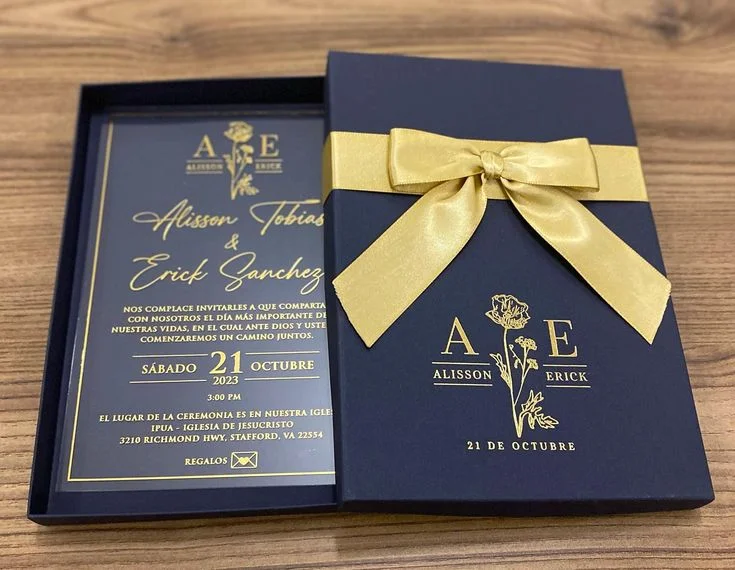 A E
ALISSON ERICK
Alisson Tobias
&
Erick Sanchez
NOS COMPLACE INVITARLES A QUE COMPARTA
CON NOSOTROS EL DÍA MÁS IMPORTANTE DE
NUESTRAS VIDAS, EN EL CUAL ANTE DIOS Y USTE
COMENZAREMOS UN CAMINO JUNTOS.
SÁBADO 21 OCTUBRE
2023
3:00 PM
EL LUGAR DE LA CEREMONIA ES EN NUESTRA IGLE
IPUA - IGLESIA DE JESUCRISTO
3210 RICHMOND HWY, STAFFORD, VA 22554
REGALOS
A E
ALISSON ERICK
21 DE OCTUBRE